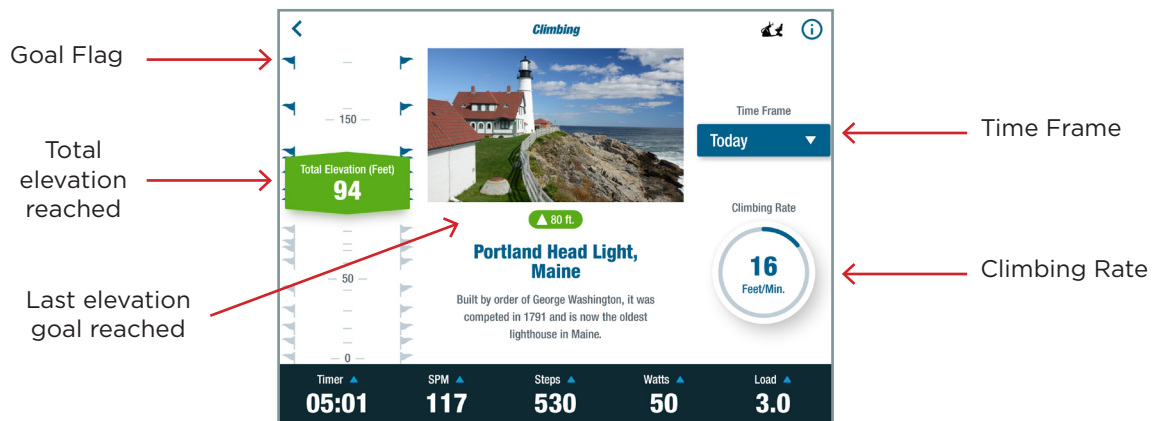 Goal Flag
Total
elevation
reached
Last elevation
goal reached
Climbing
150
Total Elevation (Feet)
94
50
0
80 ft.
Portland Head Light,
Maine
Built by order of George Washington, it was
competed in 1791 and is now the oldest
lighthouse in Maine.
Time Frame
Today
Climbing Rate
16
Feet/Min.
Time Frame
Climbing Rate
Timer SPM Steps Watts Load
05:01 117 530 50 3.0